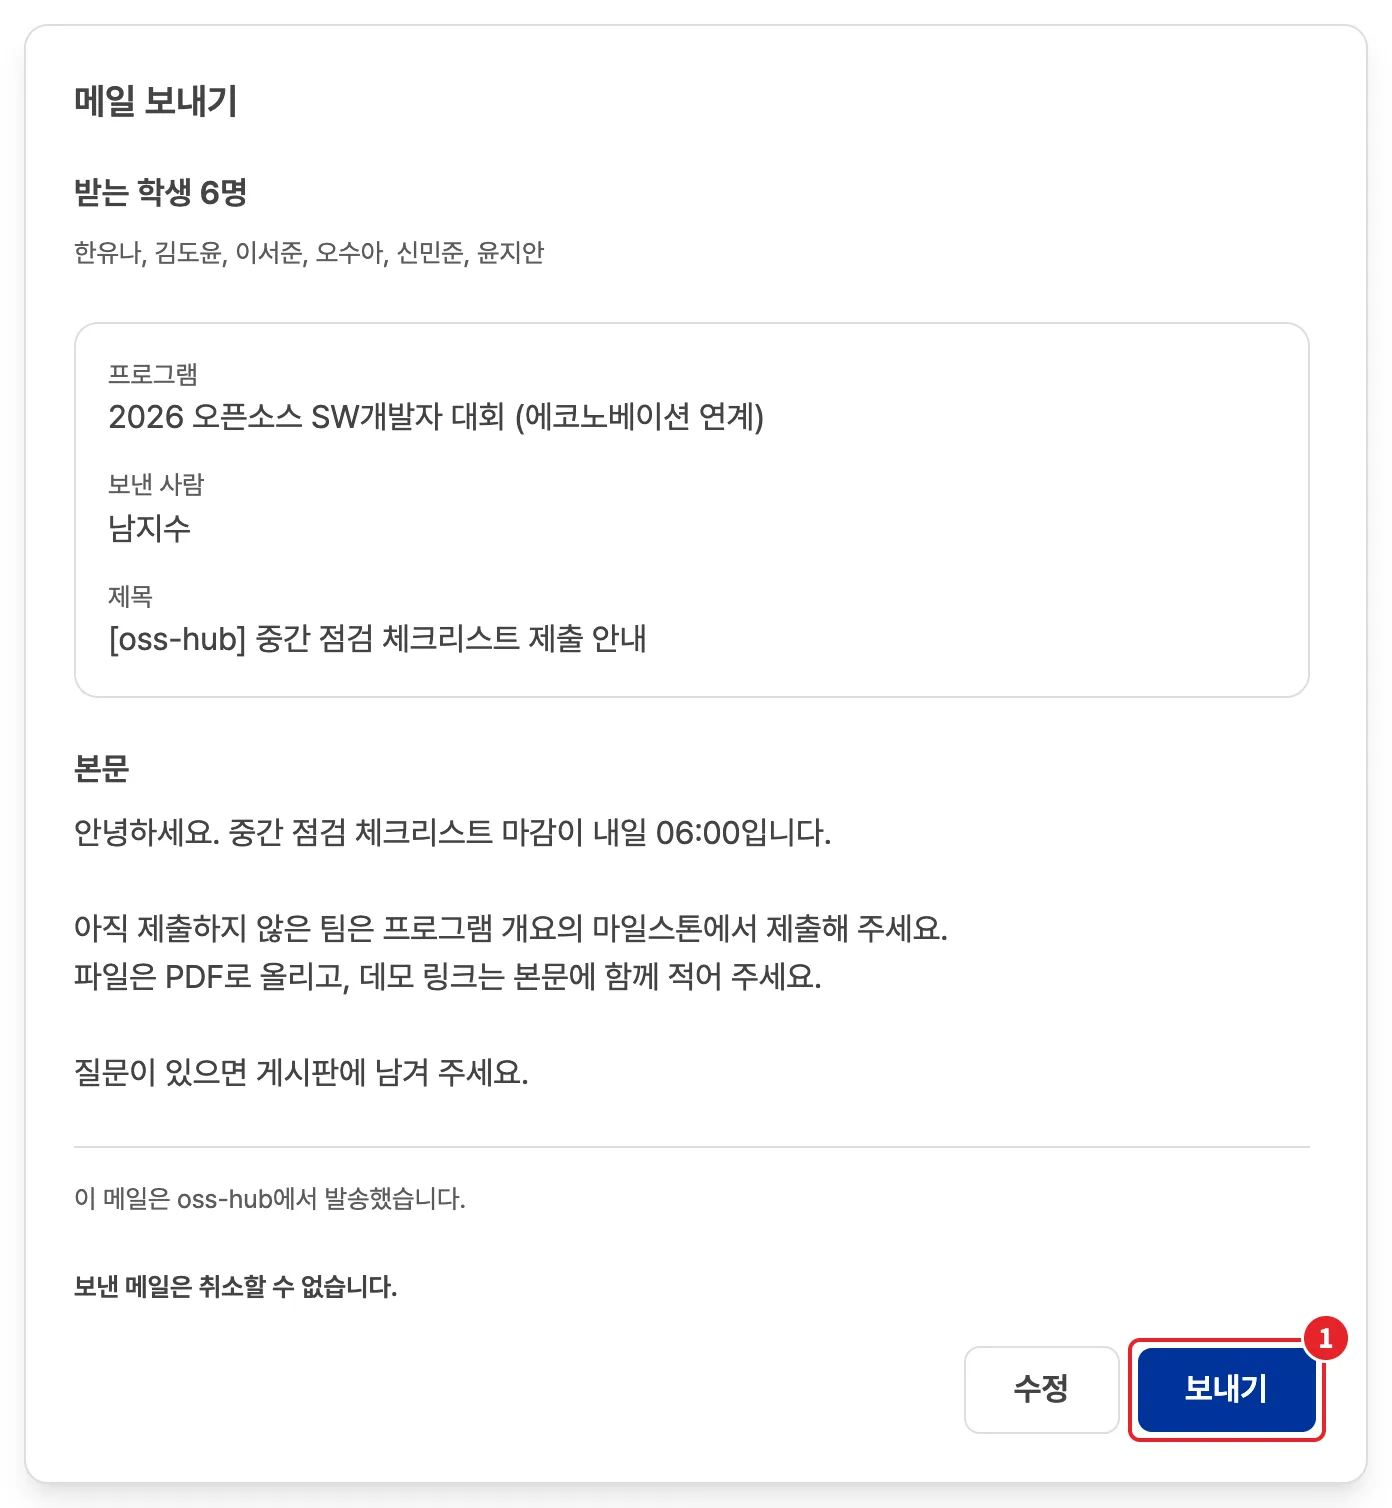 메일 보내기
받는 학생 6명
한유나, 김도윤, 이서준, 오수아, 신민준, 윤지안
프로그램
2026 오픈소스 SW개발자 대회 (에코노베이션 연계)
보낸 사람
남지수
제목
[oss-hub] 중간 점검 체크리스트 제출 안내
본문
안녕하세요. 중간 점검 체크리스트 마감이 내일 06:00입니다.
아직 제출하지 않은 팀은 프로그램 개요의 마일스톤에서 제출해 주세요.
파일은 PDF로 올리고, 데모 링크는 본문에 함께 적어 주세요.
질문이 있으면 게시판에 남겨 주세요.
이 메일은 oss-hub에서 발송했습니다.
보낸 메일은 취소할 수 없습니다.
수정
보내기
1